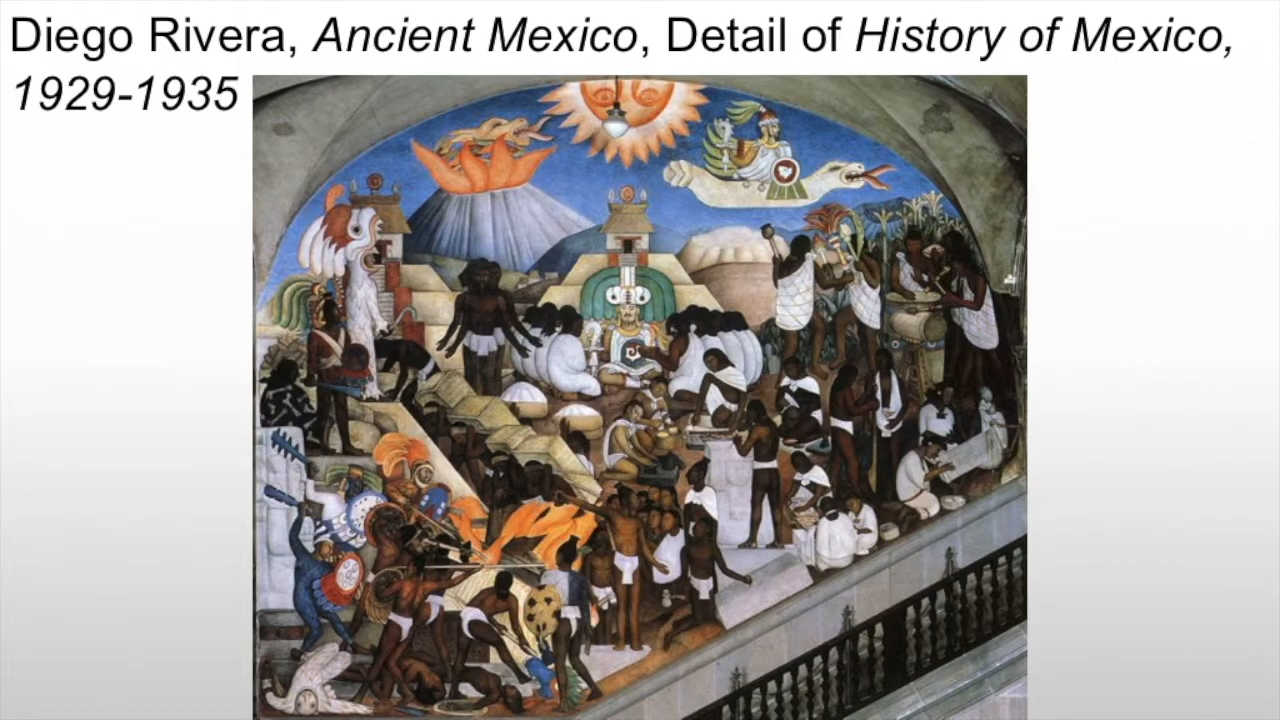 Diego Rivera, Ancient Mexico, Detail of History of Mexico,
1929-1935